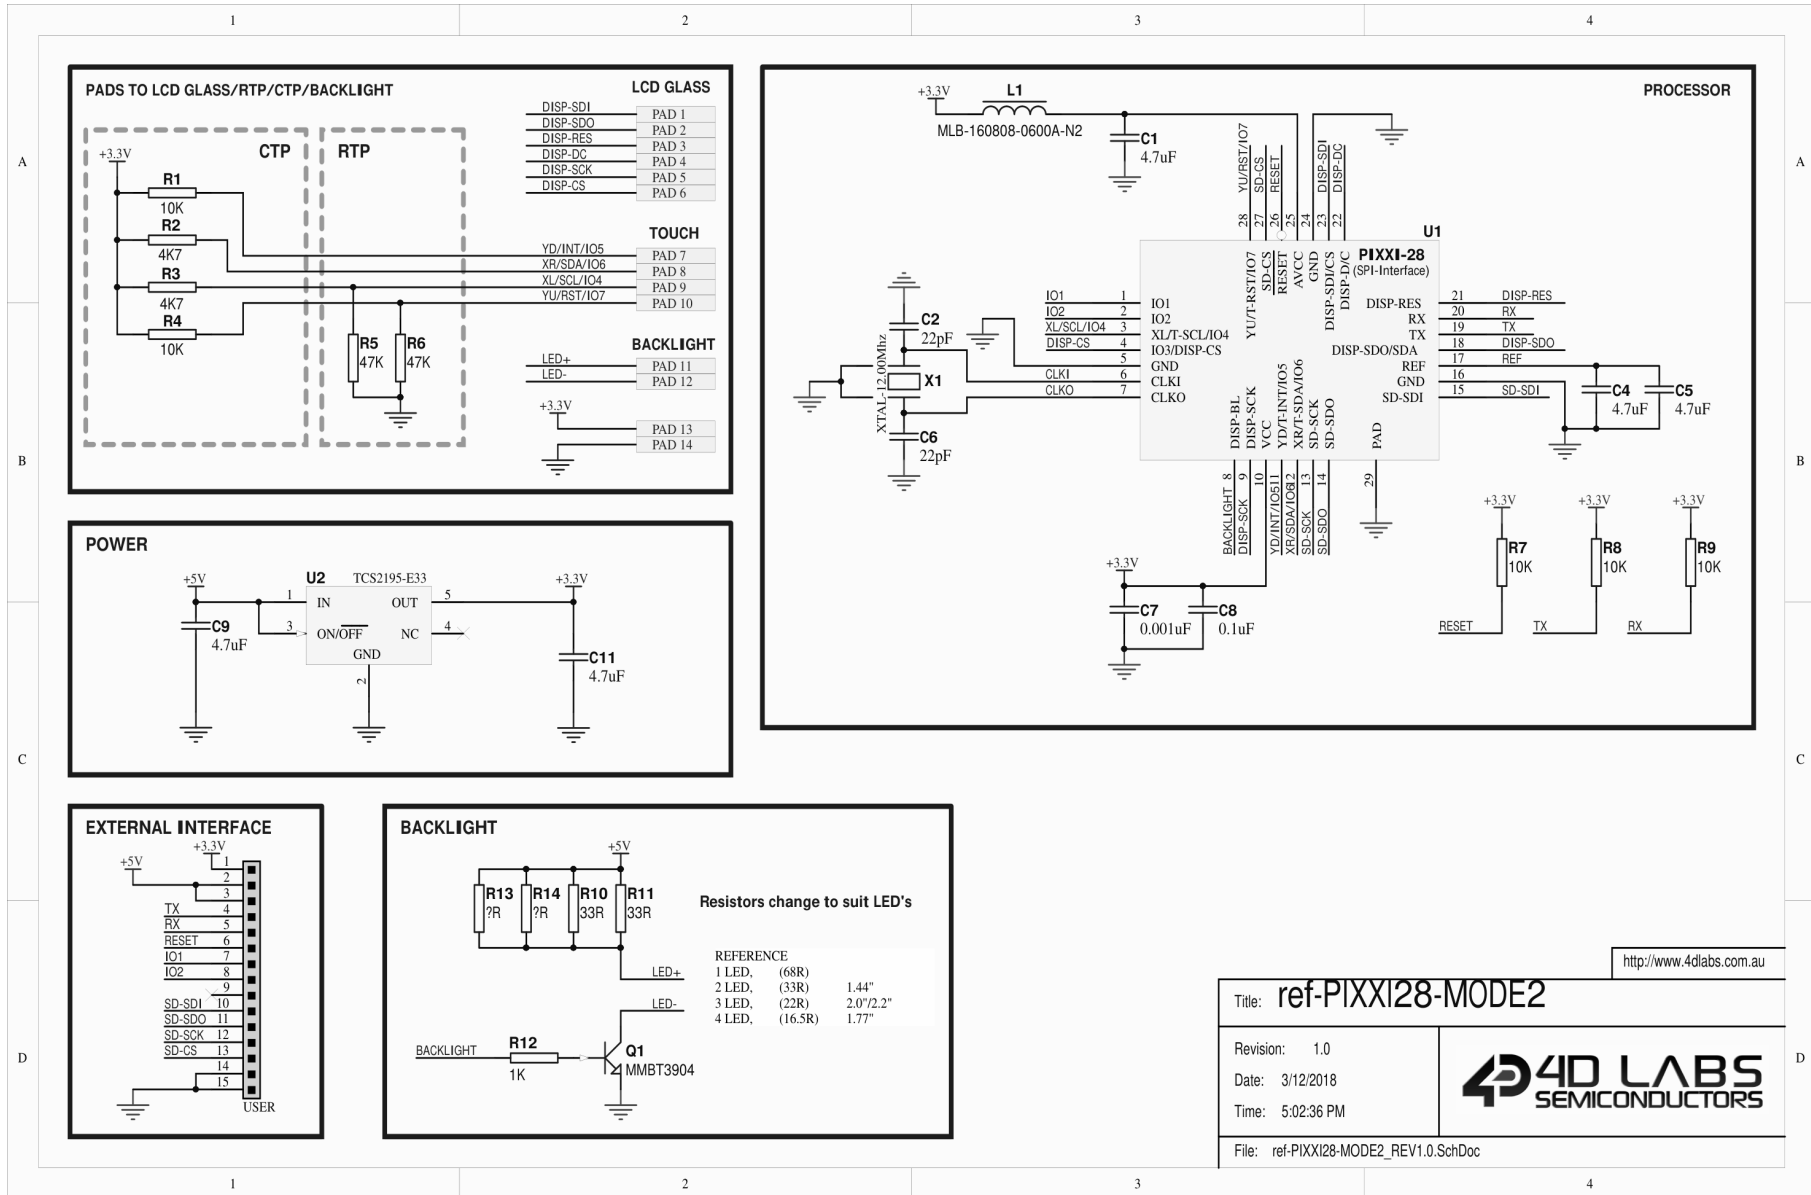 1 2 3 4
A
B
C
D
PADS TO LCD GLASS/RTP/CTP/BACKLIGHT
LCD GLASS
DISP-SDI PAD 1
DISP-SDO PAD 2
DISP-RES PAD 3
DISP-DC PAD 4
DISP-SCK PAD 5
DISP-CS PAD 6
CTP
RTP
+3.3V
R1
10K
R2
4K7
R3
4K7
R4
10K
R5
47K
R6
47K
TOUCH
YD/INT/IO5 PAD 7
XR/SDA/IO6 PAD 8
XL/SCL/IO4 PAD 9
YU/RST/IO7 PAD 10
BACKLIGHT
LED+ PAD 11
LED- PAD 12
+3.3V
PAD 13
PAD 14
PROCESSOR
+3.3V
L1
MLB-160808-0600A-N2
C1
4.7uF
YU/RST/IO7
SD-CS
RESET
DISP-SDI
DISP-DC
28 27 26 25 24 23 22
U1
PIXXI-28
(SPI-Interface)
YU/T-RST/IO7
SD-CS
RESET
AVCC
GND
DISP-SDI/CS
DISP-D/C
IO1 1 IO1
IO2 2 IO2
XL/SCL/IO4 3 XL/T-SCL/IO4
DISP-CS 4 IO3/DISP-CS
5 GND
CLKI 6 CLKI
CLKO 7 CLKO
DISP-RES 21 DISP-RES
RX 20 RX
TX 19 TX
DISP-SDO/SDA 18 DISP-SDO
REF 17 REF
GND 16
SD-SDI 15 SD-SDI
C2
22pF
XTAL-12.00Mhz
X1
C6
22pF
C4
4.7uF
C5
4.7uF
DISP-BL
DISP-SCK
VCC
YD/T-INT/IO5
XR/T-SDA/IO6
SD-SCK
SD-SDO
PAD
BACKLIGHT 8
DISP-SCK 9
10
YD/INT/IO5 11
XR/SDA/IO6 12
SD-SCK 13
SD-SDO 14
29
+3.3V
C7
0.001uF
C8
0.1uF
+3.3V
R7
10K
RESET
+3.3V
R8
10K
TX
+3.3V
R9
10K
RX
POWER
+5V
C9
4.7uF
U2 TCS2195-E33
1 IN
3 ON/OFF
OUT 5
NC 4
GND
2
+3.3V
C11
4.7uF
EXTERNAL INTERFACE
+5V
+3.3V
1
2
3
TX 4
RX 5
RESET 6
IO1 7
IO2 8
9
SD-SDI 10
SD-SDO 11
SD-SCK 12
SD-CS 13
14
15
USER
BACKLIGHT
+5V
R13
?R
R14
?R
R10
33R
R11
33R
LED+
LED-
BACKLIGHT
R12
1K
Q1
MMBT3904
Resistors change to suit LED's
REFERENCE
1 LED, (68R)
2 LED, (33R) 1.44"
3 LED, (22R) 2.0"/2.2"
4 LED, (16.5R) 1.77"
http://www.4dlabs.com.au
Title: ref-PIXXI28-MODE2
Revision: 1.0
Date: 3/12/2018
Time: 5:02:36 PM
4D LABS
SEMICONDUCTORS
File: ref-PIXXI28-MODE2_REV1.0.SchDoc
A
B
C
D
1 2 3 4